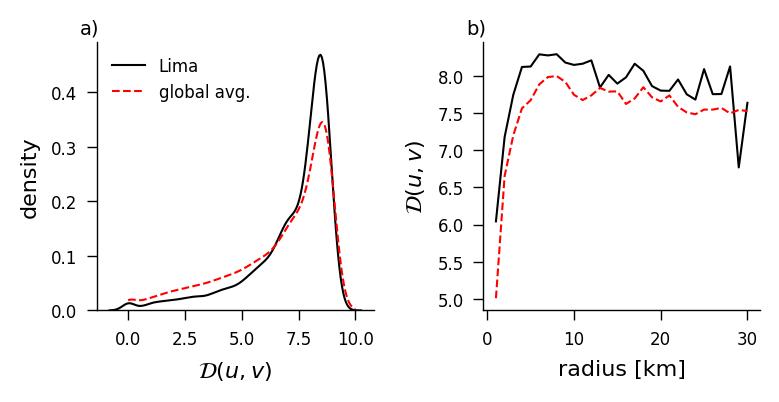 a)
Lima
global avg.
density
0.4
0.3
0.2
0.1
0.0
0.0 2.5 5.0 7.5 10.0
𝒟(u, v)
b)
𝒟(u, v)
8.0
7.5
7.0
6.5
6.0
5.5
5.0
0 10 20 30
radius [km]